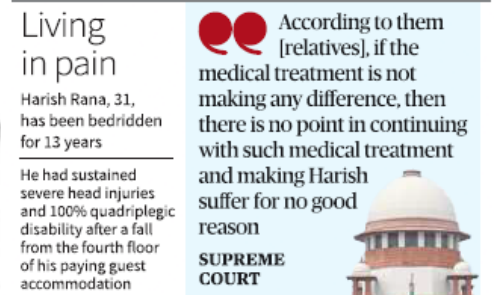 Living
in pain
Harish Rana, 31,
has been bedridden
for 13 years
He had sustained
severe head injuries
and 100% quadriplegic
disability after a fall
from the fourth floor
of his paying guest
accommodation
According to them
[relatives], if the
medical treatment is not
making any difference, then
there is no point in continuing
with such medical treatment
and making Harish
suffer for no good
reason
SUPREME
COURT